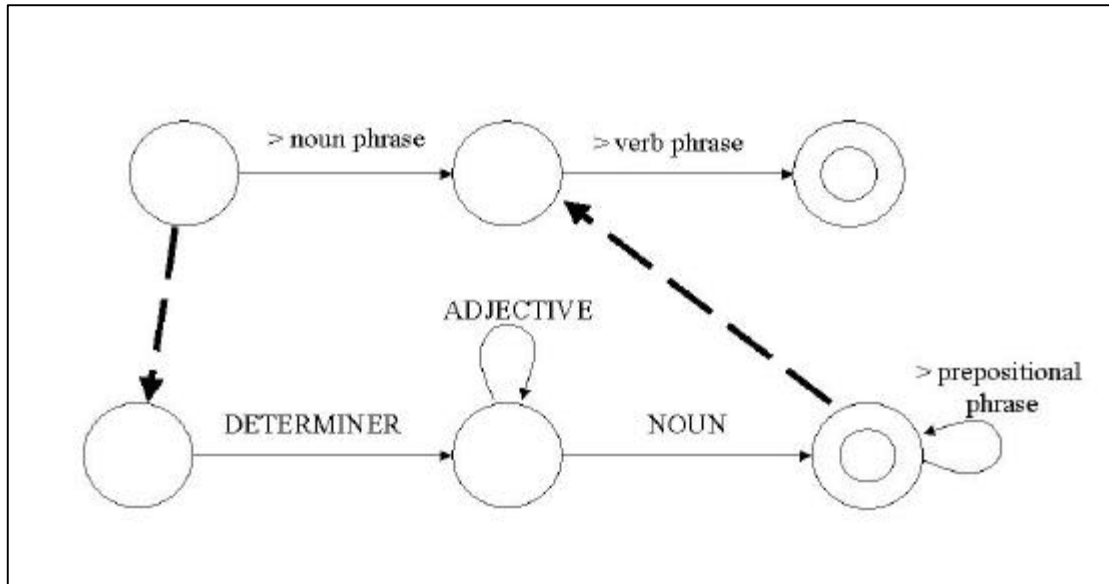 > noun phrase
> verb phrase
ADJECTIVE
> prepositional
phrase
DETERMINER
NOUN